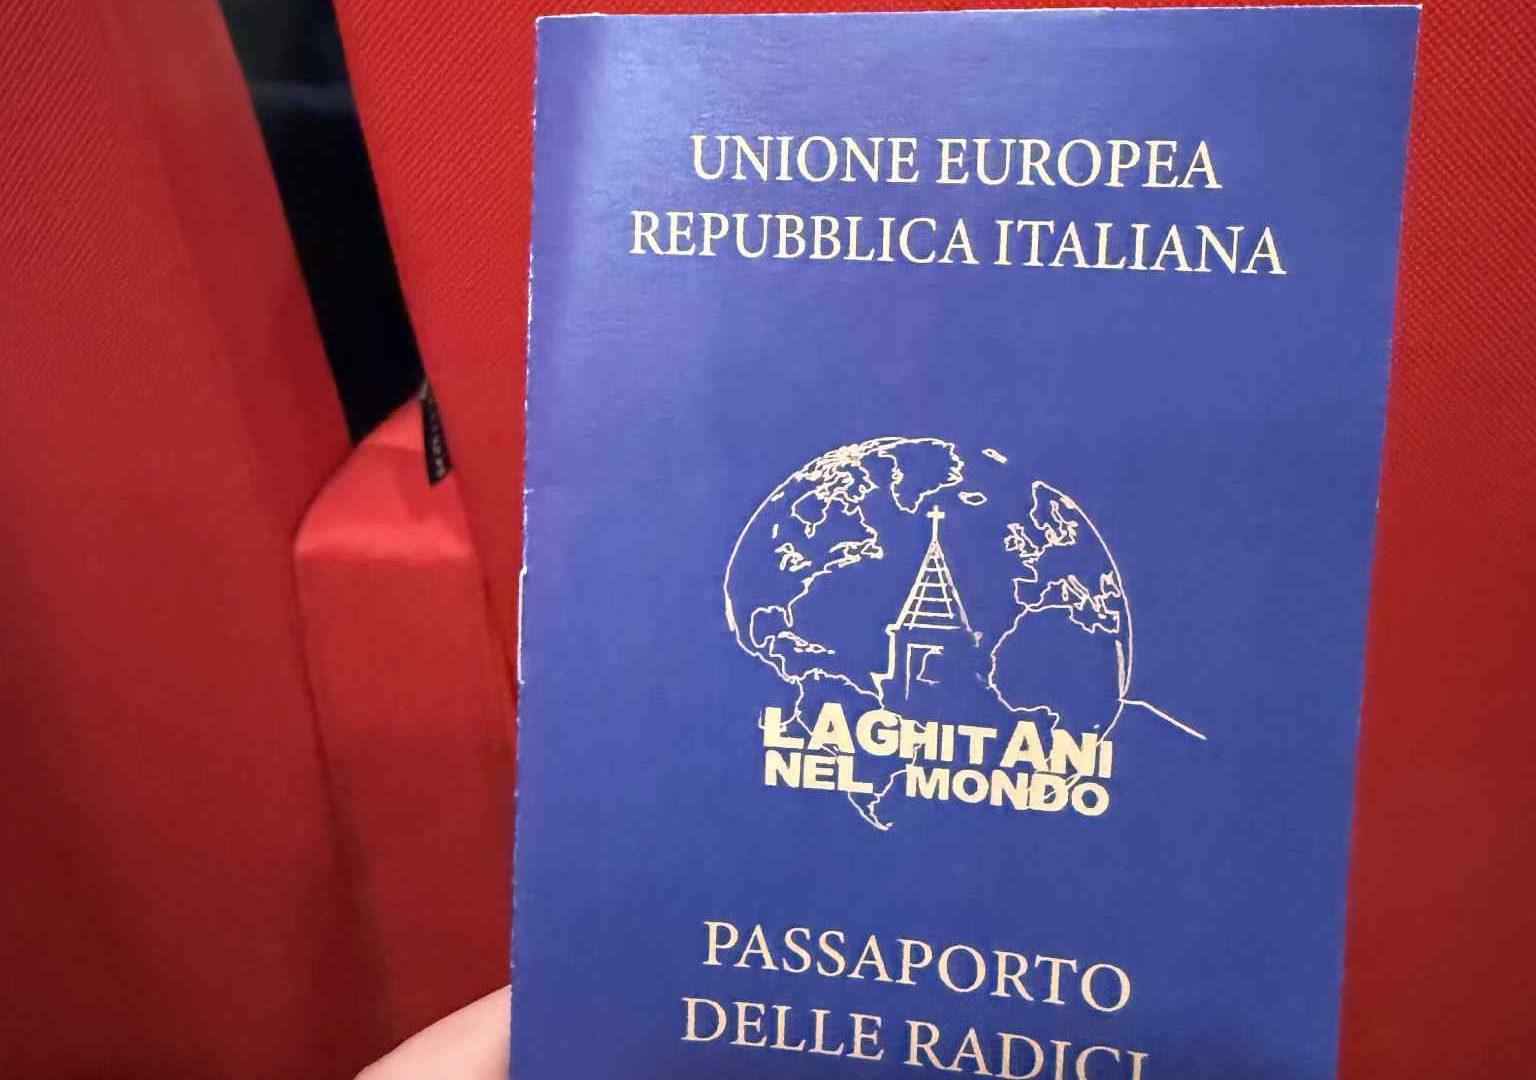 UNIONE EUROPEA
REPUBBLICA ITALIANA
LAGHITANI
NEL MONDO
PASSAPORTO
DELLE RADICI